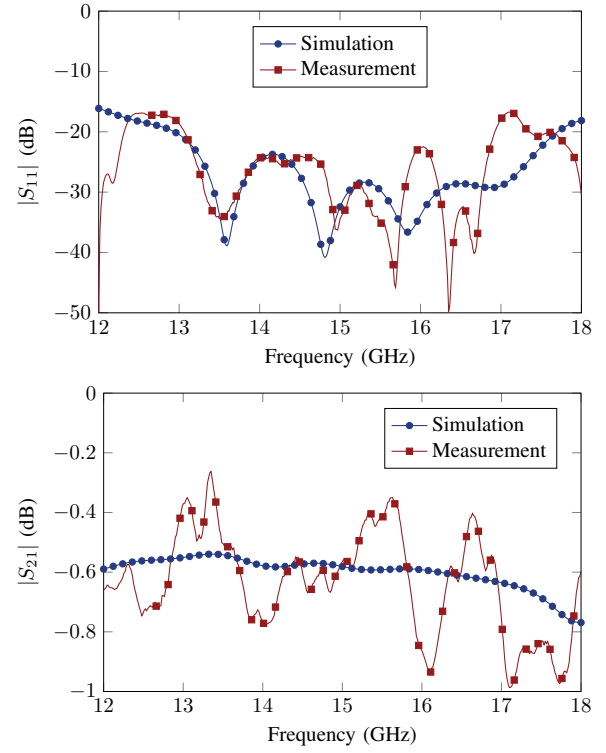 0
−10
−20
−30
−40
−50
|S11| (dB)
Simulation
Measurement
12 13 14 15 16 17 18
Frequency (GHz)
0
−0.2
−0.4
−0.6
−0.8
−1
|S21| (dB)
Simulation
Measurement
12 13 14 15 16 17 18
Frequency (GHz)